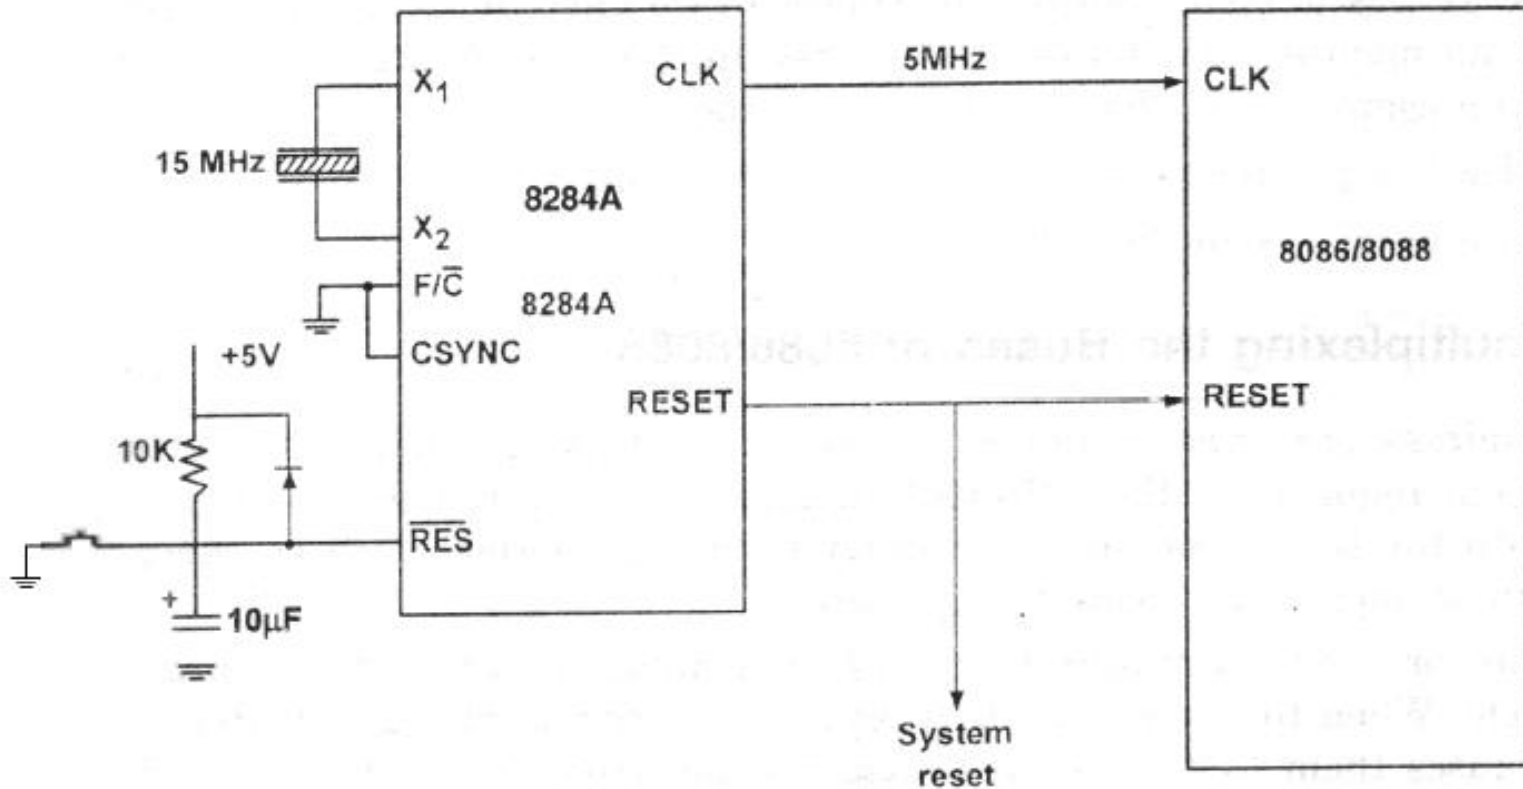 X1
CLK
5MHz
CLK
15 MHz
8284A
X2
8086/8088
F/C̅
8284A
+5V
CSYNC
RESET
RESET
10K
R̅E̅S̅
+
10μF
System
reset